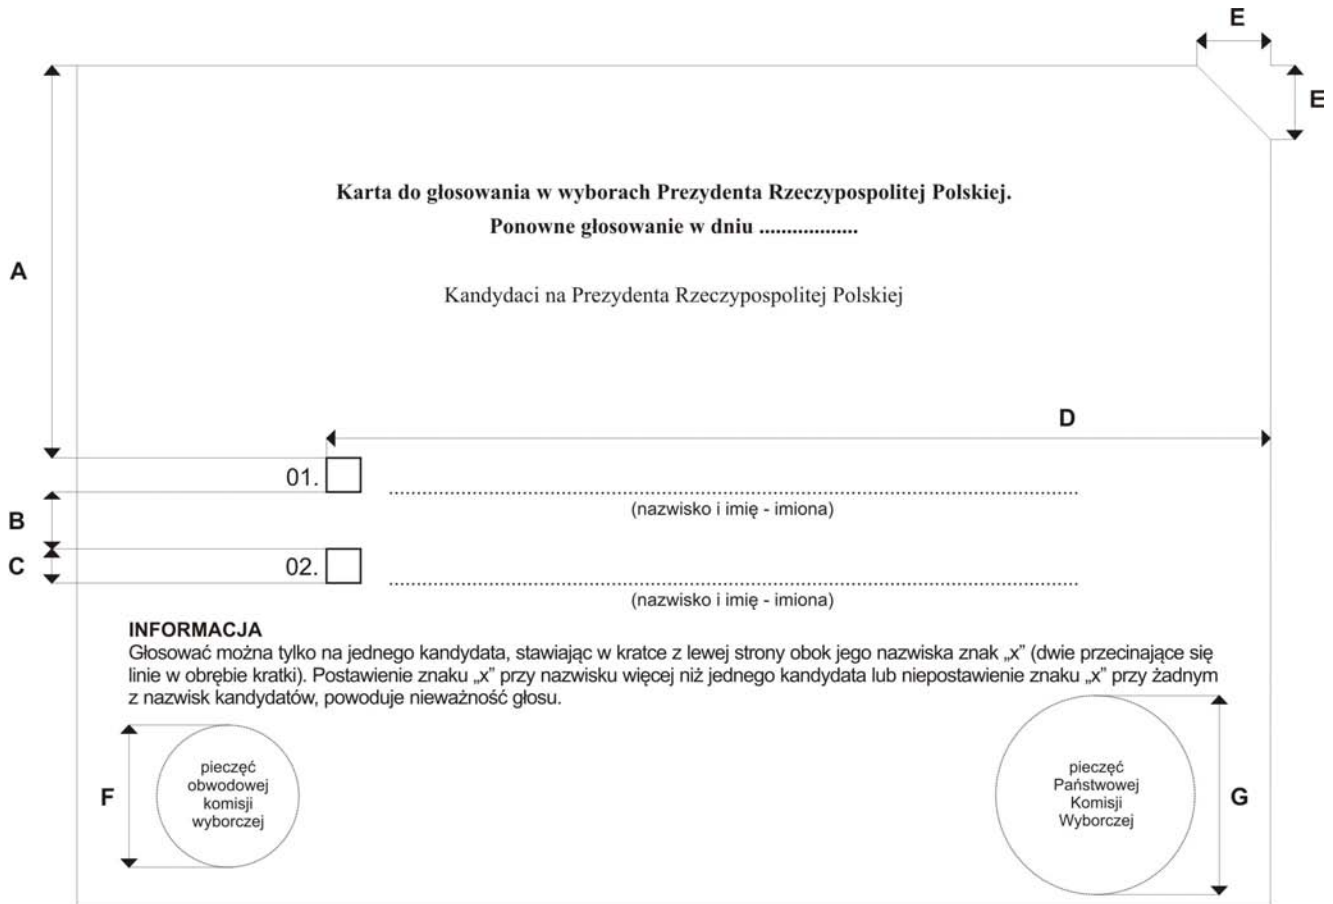 E
E
Karta do głosowania w wyborach Prezydenta Rzeczypospolitej Polskiej.
Ponowne głosowanie w dniu ..................
A
Kandydaci na Prezydenta Rzeczypospolitej Polskiej
D
01. ..............................................................................................................................
(nazwisko i imię - imiona)
B
C
02. ..............................................................................................................................
(nazwisko i imię - imiona)
INFORMACJA
Głosować można tylko na jednego kandydata, stawiając w kratce z lewej strony obok jego nazwiska znak „x” (dwie przecinające się
linie w obrębie kratki). Postawienie znaku „x” przy nazwisku więcej niż jednego kandydata lub niepostawienie znaku „x” przy żadnym
z nazwisk kandydatów, powoduje nieważność głosu.
F
pieczęć
obwodowej
komisji
wyborczej
pieczęć
Państwowej
Komisji
Wyborczej
G